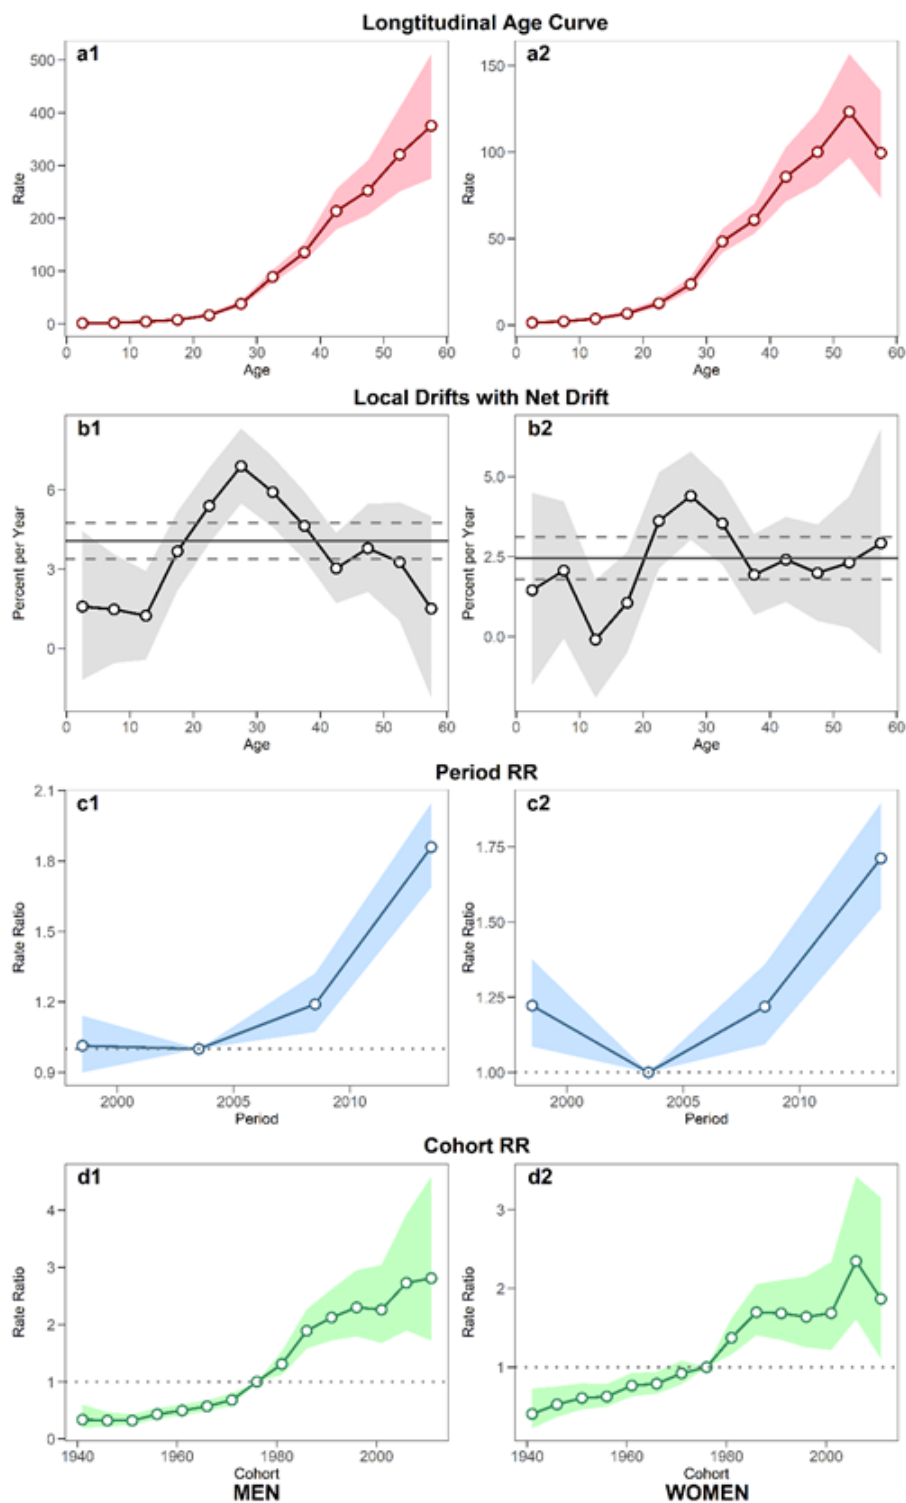 Longtitudinal Age Curve
a1
a2
500
400
300
200
100
0
Rate
0 10 20 30 40 50 60
Age
150
100
50
0
Rate
0 10 20 30 40 50 60
Age
Local Drifts with Net Drift
b1
b2
6
3
0
Percent per Year
0 10 20 30 40 50 60
Age
5.0
2.5
0.0
Percent per Year
0 10 20 30 40 50 60
Age
Period RR
c1
c2
2.1
1.8
1.5
1.2
0.9
Rate Ratio
2000 2005 2010
Period
1.75
1.50
1.25
1.00
Rate Ratio
2000 2005 2010
Period
Cohort RR
d1
d2
4
3
2
1
0
Rate Ratio
1940 1960 1980 2000
Cohort
MEN
3
2
1
Rate Ratio
1940 1960 1980 2000
Cohort
WOMEN